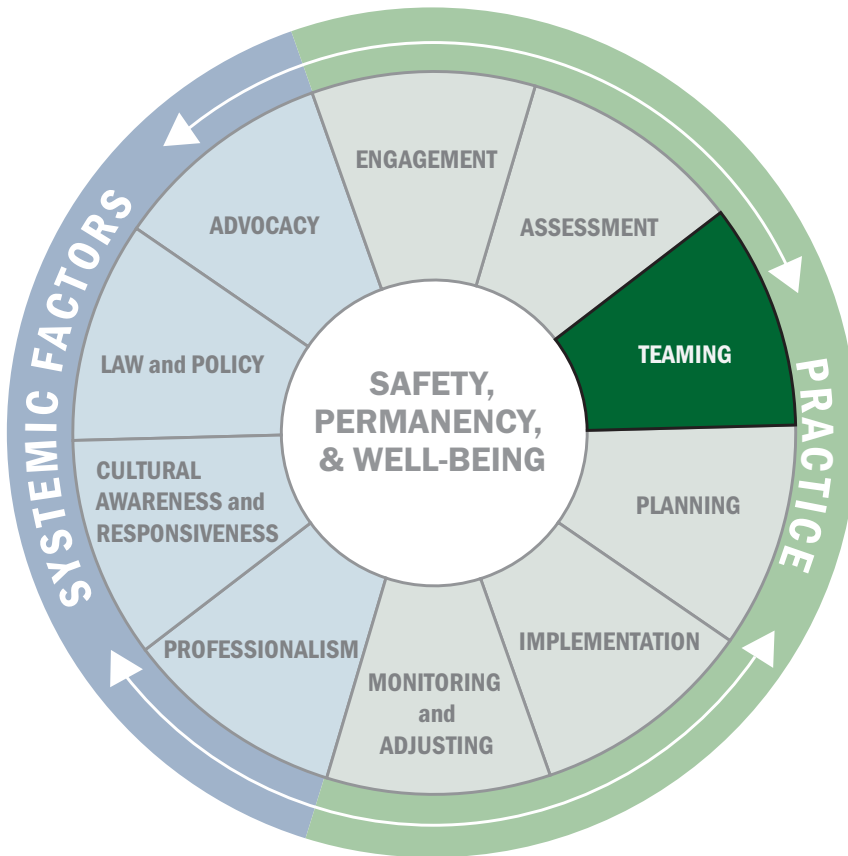 SYSTEMIC FACTORS
PRACTICE
ENGAGEMENT
ASSESSMENT
TEAMING
PLANNING
IMPLEMENTATION
MONITORING
and
ADJUSTING
PROFESSIONALISM
CULTURAL
AWARENESS and
RESPONSIVENESS
LAW and POLICY
ADVOCACY
SAFETY,
PERMANENCY,
& WELL-BEING